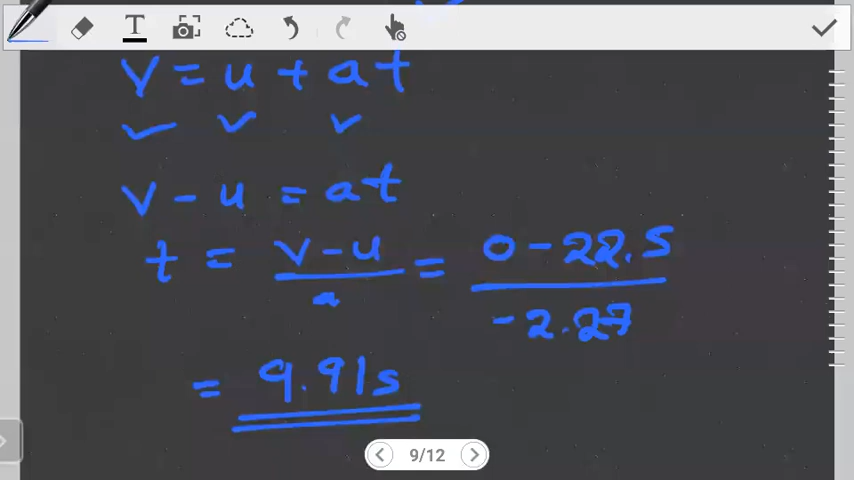 T
v = u + at
v - u = at
t = v - u / a = 0 - 22.5 / -2.27
= 9.91s
9/12